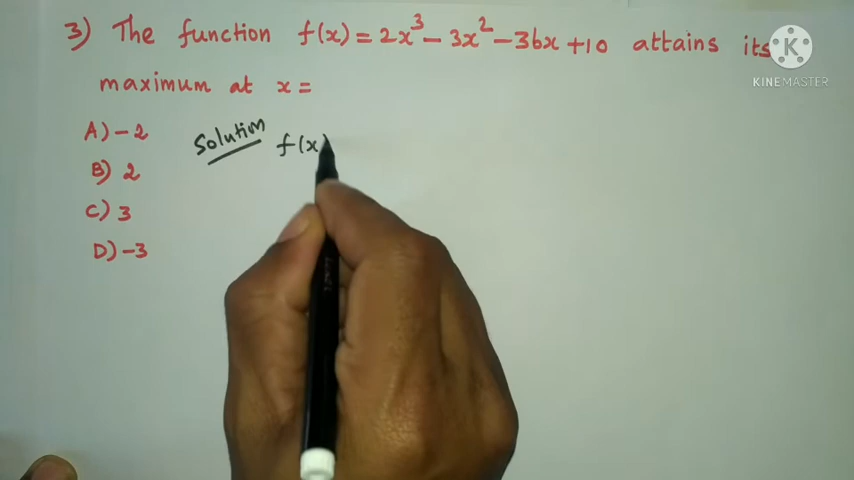 3) The function f(x) = 2x³ - 3x² - 36x + 10 attains its
maximum at x =
A) -2
B) 2
C) 3
D) -3
Solution f(x)
KINEMASTER